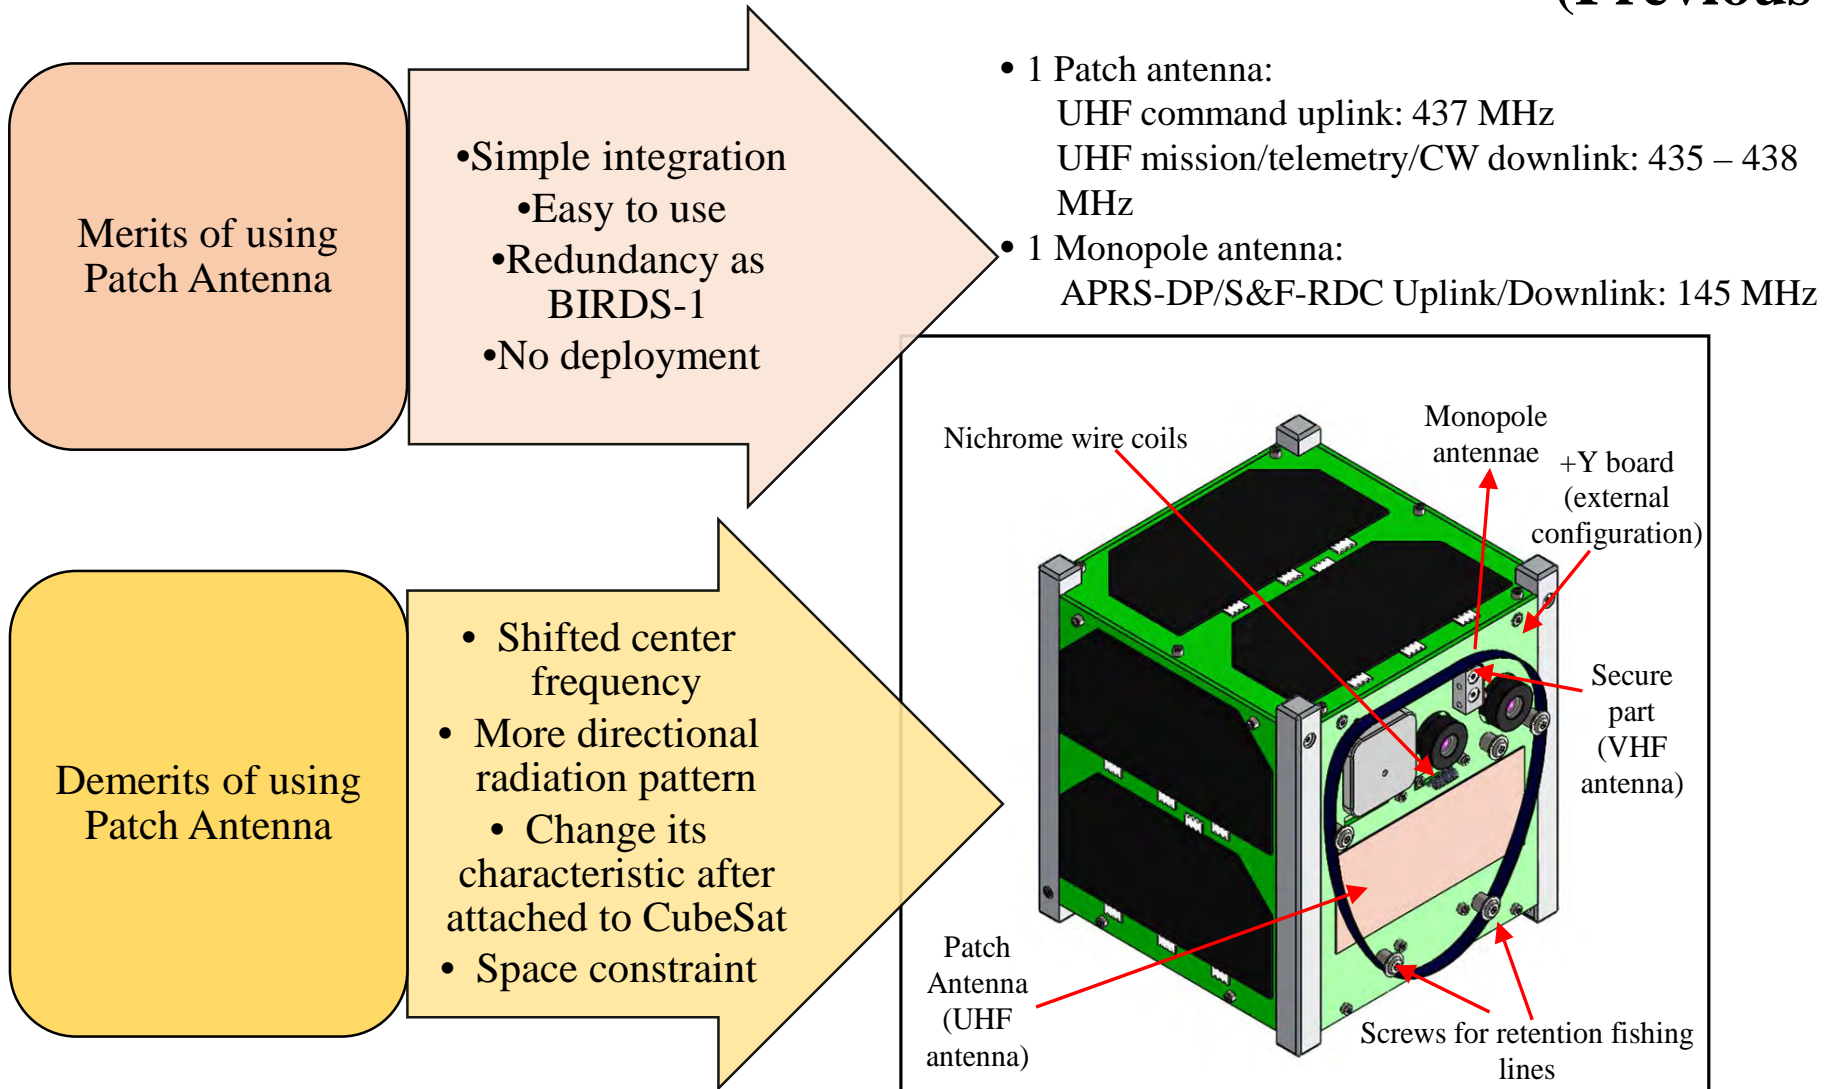 (Previous
Merits of using
Patch Antenna
•Simple integration
•Easy to use
•Redundancy as
BIRDS-1
•No deployment
• 1 Patch antenna:
UHF command uplink: 437 MHz
UHF mission/telemetry/CW downlink: 435 – 438
MHz
• 1 Monopole antenna:
APRS-DP/S&F-RDC Uplink/Downlink: 145 MHz
Demerits of using
Patch Antenna
• Shifted center
frequency
• More directional
radiation pattern
• Change its
characteristic after
attached to CubeSat
• Space constraint
Nichrome wire coils
Monopole
antennae
+Y board
(external
configuration)
Secure
part
(VHF
antenna)
Patch
Antenna
(UHF
antenna)
Screws for retention fishing
lines